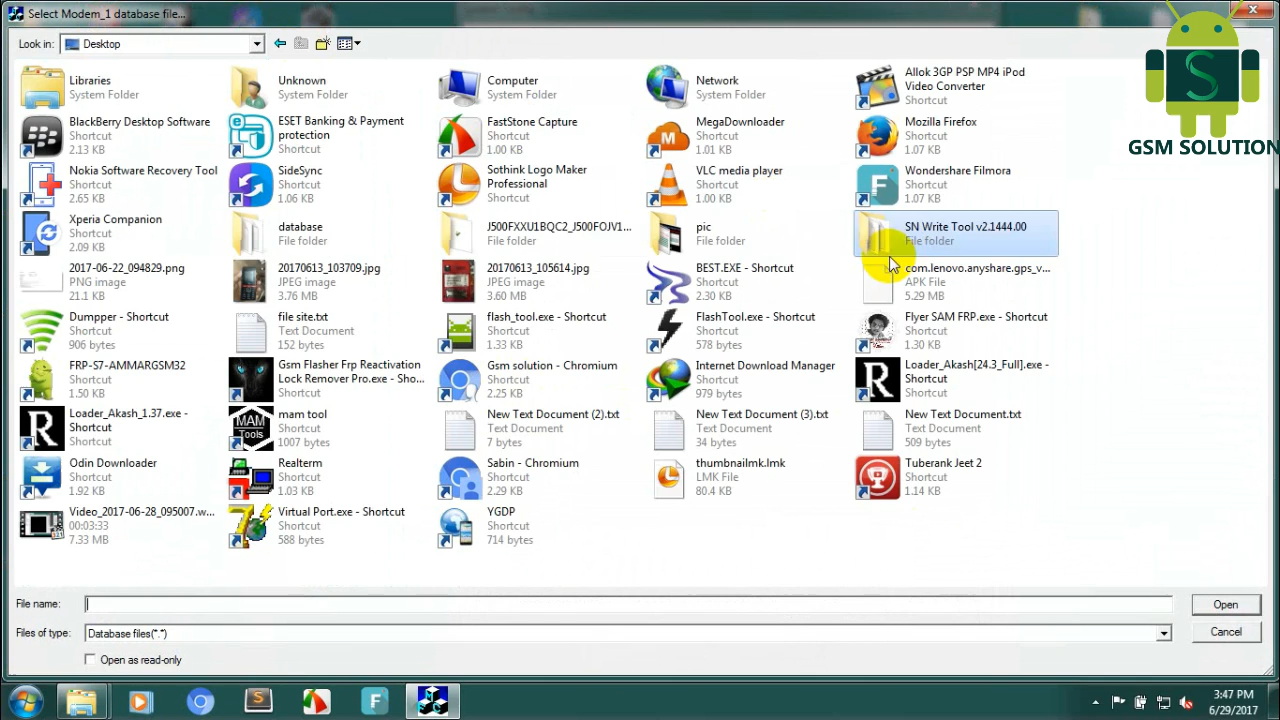 Select Modem_1 database file...
Look in:
Desktop
Libraries
System Folder
Unknown
System Folder
Computer
System Folder
Network
System Folder
Allok 3GP PSP MP4 iPod
Video Converter
Shortcut
BlackBerry Desktop Software
Shortcut
2.13 KB
ESET Banking & Payment
protection
Shortcut
FastStone Capture
Shortcut
1.00 KB
MegaDownloader
Shortcut
1.01 KB
Mozilla Firefox
Shortcut
1.07 KB
Nokia Software Recovery Tool
Shortcut
2.65 KB
SideSync
Shortcut
1.06 KB
Sothink Logo Maker
Professional
Shortcut
VLC media player
Shortcut
1.00 KB
Wondershare Filmora
Shortcut
1.07 KB
Xperia Companion
Shortcut
2.09 KB
database
File folder
J500FXXU1BQC2_J500FOJV1...
File folder
pic
File folder
SN Write Tool v2.1444.00
File folder
2017-06-22_094829.png
PNG image
21.1 KB
20170613_103709.jpg
JPEG image
3.76 MB
20170613_105614.jpg
JPEG image
3.60 MB
BEST.EXE - Shortcut
Shortcut
2.30 KB
com.lenovo.anyshare.gps_v...
APK File
5.29 MB
Dumpper - Shortcut
Shortcut
906 bytes
file site.txt
Text Document
152 bytes
flash_tool.exe - Shortcut
Shortcut
1.33 KB
FlashTool.exe - Shortcut
Shortcut
578 bytes
Flyer SAM FRP.exe - Shortcut
Shortcut
1.30 KB
FRP-S7-AMMARGSM32
Shortcut
1.50 KB
Gsm Flasher Frp Reactivation
Lock Remover Pro.exe - Sho...
Shortcut
Gsm solution - Chromium
Shortcut
2.25 KB
Internet Download Manager
Shortcut
979 bytes
Loader_Akash[24.3_Full].exe -
Shortcut
Shortcut
Loader_Akash_1.37.exe -
Shortcut
Shortcut
MAM
Tools
mam tool
Shortcut
1007 bytes
New Text Document (2).txt
Text Document
7 bytes
New Text Document (3).txt
Text Document
34 bytes
New Text Document.txt
Text Document
509 bytes
Odin Downloader
Shortcut
1.92 KB
Realterm
Shortcut
1.03 KB
Sabin - Chromium
Shortcut
2.29 KB
thumbnailmk.lmk
LMK File
80.4 KB
Tuberank Jeet 2
Shortcut
1.14 KB
Video_2017-06-28_095007.w...
00:03:33
7.33 MB
Virtual Port.exe - Shortcut
Shortcut
588 bytes
YGDP
Shortcut
714 bytes
File name:
Open
Files of type:
Database files(*.*)
Cancel
Open as read-only
3:47 PM
6/29/2017
S
GSM SOLUTION